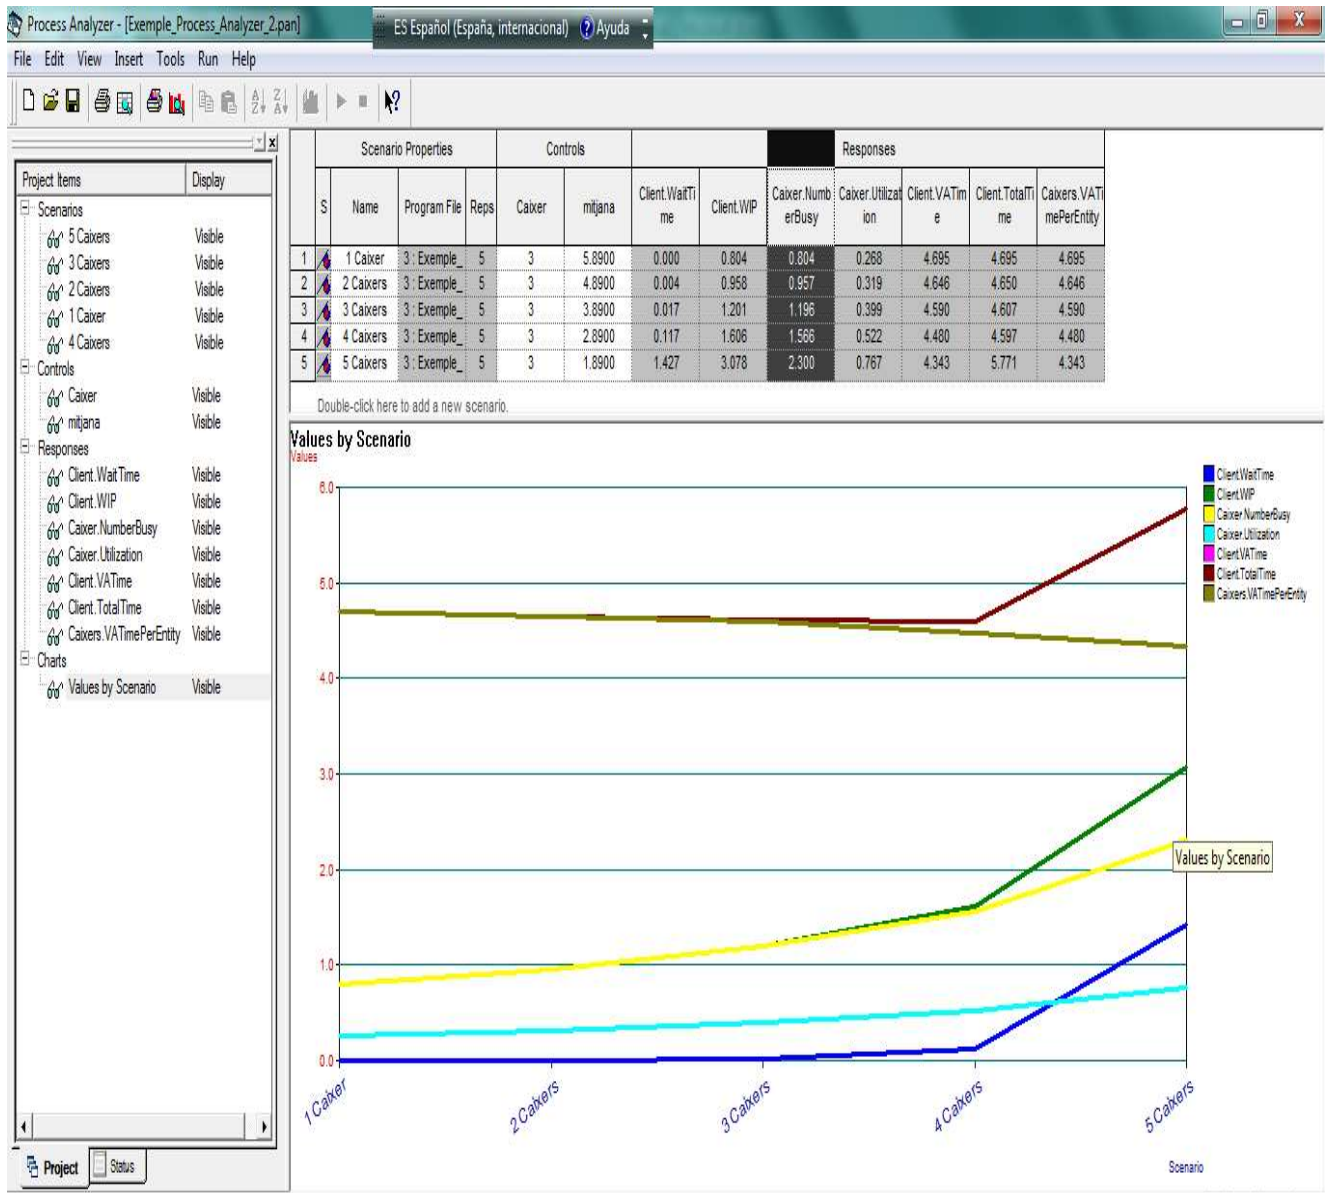 Process Analyzer - [Exemple_Process_Analyzer_2.pan]
ES Español (España, internacional) Ayuda
File Edit View Insert Tools Run Help
Project Items Display
Scenarios
5 Caixers Visible
3 Caixers Visible
2 Caixers Visible
1 Caixer Visible
4 Caixers Visible
Controls
Caixer Visible
mitjana Visible
Responses
Client.WaitTime Visible
Client.WIP Visible
Caixer.NumberBusy Visible
Caixer.Utilization Visible
Client.VATime Visible
Client.TotalTime Visible
Caixers.VATimePerEntity Visible
Charts
Values by Scenario Visible
Project Status
Scenario Properties Controls Responses
S Name Program File Reps Caixer mitjana Client.WaitTi me Client.WIP Caixer.Numb erBusy Caixer.Utilizat ion Client.VATim e Client.TotalTi me Caixers.VATi mePerEntity
1 1 Caixer 3 : Exemple_ 5 3 5.8900 0.000 0.804 0.804 0.268 4.695 4.695 4.695
2 2 Caixers 3 : Exemple_ 5 3 4.8900 0.004 0.958 0.957 0.319 4.646 4.650 4.646
3 3 Caixers 3 : Exemple_ 5 3 3.8900 0.017 1.201 1.196 0.399 4.590 4.607 4.590
4 4 Caixers 3 : Exemple_ 5 3 2.8900 0.117 1.606 1.566 0.522 4.480 4.597 4.480
5 5 Caixers 3 : Exemple_ 5 3 1.8900 1.427 3.078 2.300 0.767 4.343 5.771 4.343
Double-click here to add a new scenario.
Values by Scenario
Values
6.0
5.0
4.0
3.0
2.0
1.0
0.0
1 Caixer 2 Caixers 3 Caixers 4 Caixers 5 Caixers
Scenario
Client.WaitTime
Client.WIP
Caixer.NumberBusy
Caixer.Utilization
Client.VATime
Client.TotalTime
Caixers.VATimePerEntity
Values by Scenario